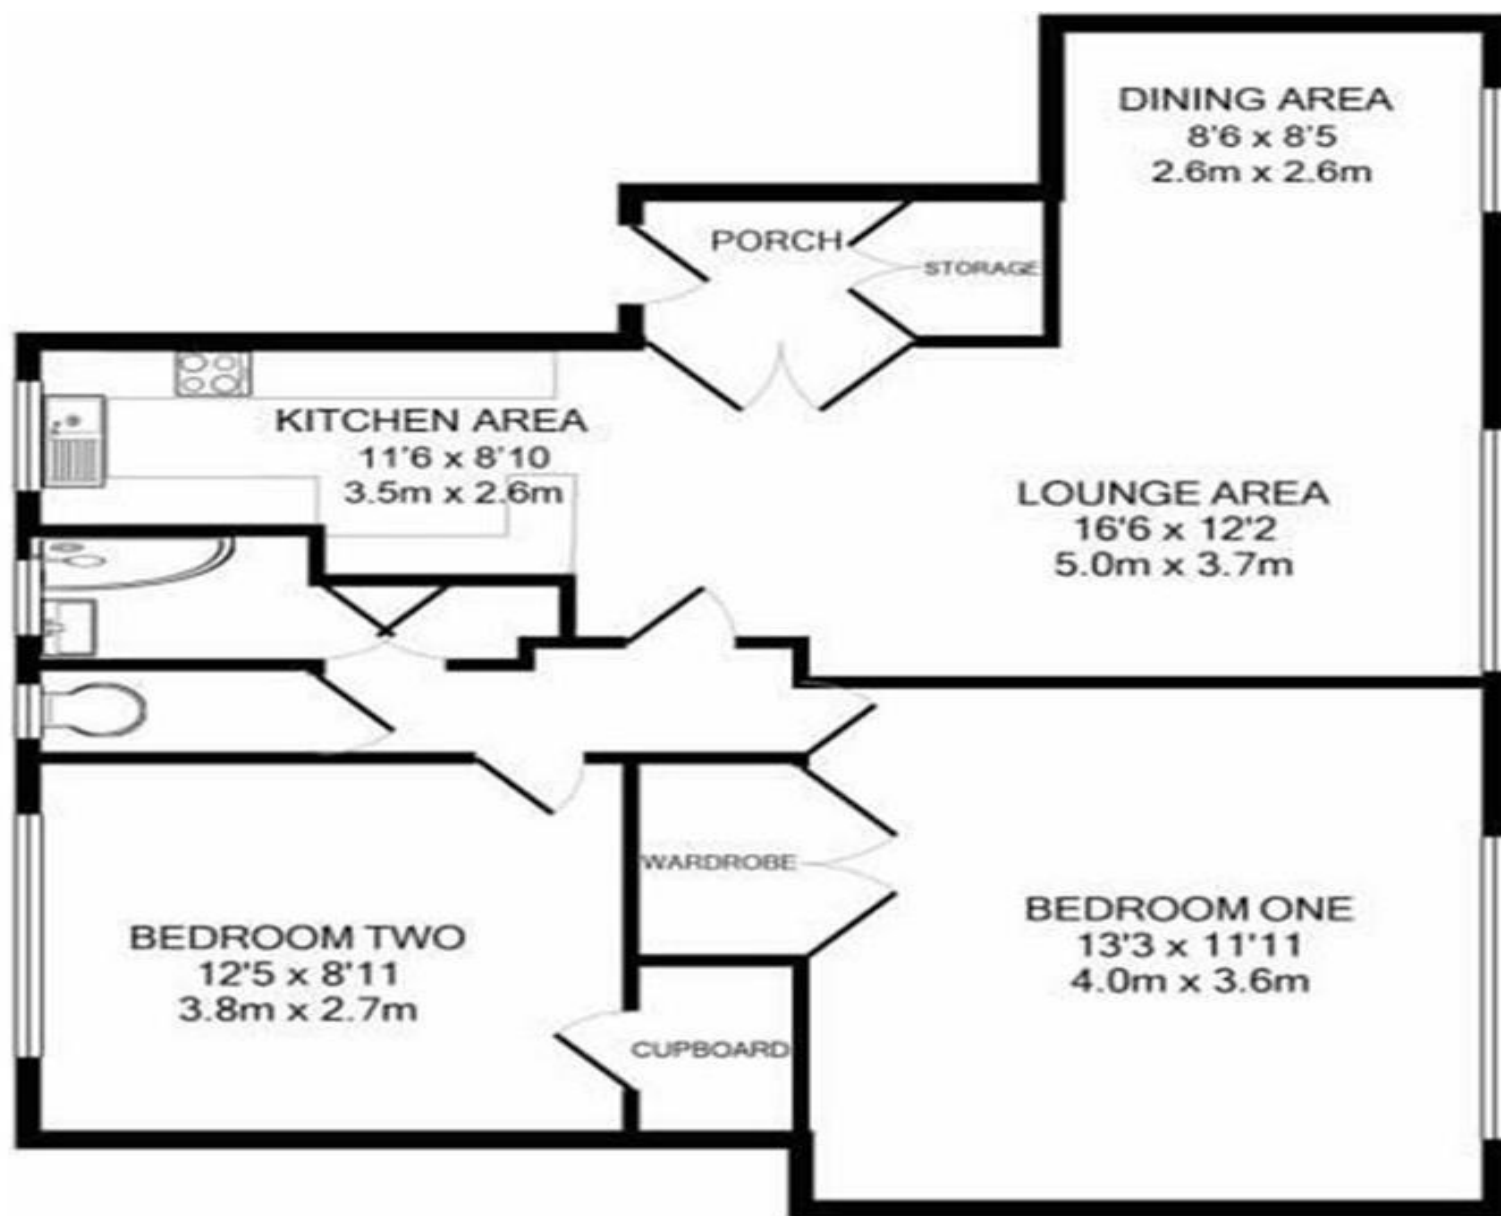 DINING AREA
8'6 x 8'5
2.6m x 2.6m
PORCH
STORAGE
KITCHEN AREA
11'6 x 8'10
3.5m x 2.6m
LOUNGE AREA
16'6 x 12'2
5.0m x 3.7m
WARDROBE
BEDROOM ONE
13'3 x 11'11
4.0m x 3.6m
BEDROOM TWO
12'5 x 8'11
3.8m x 2.7m
CUPBOARD